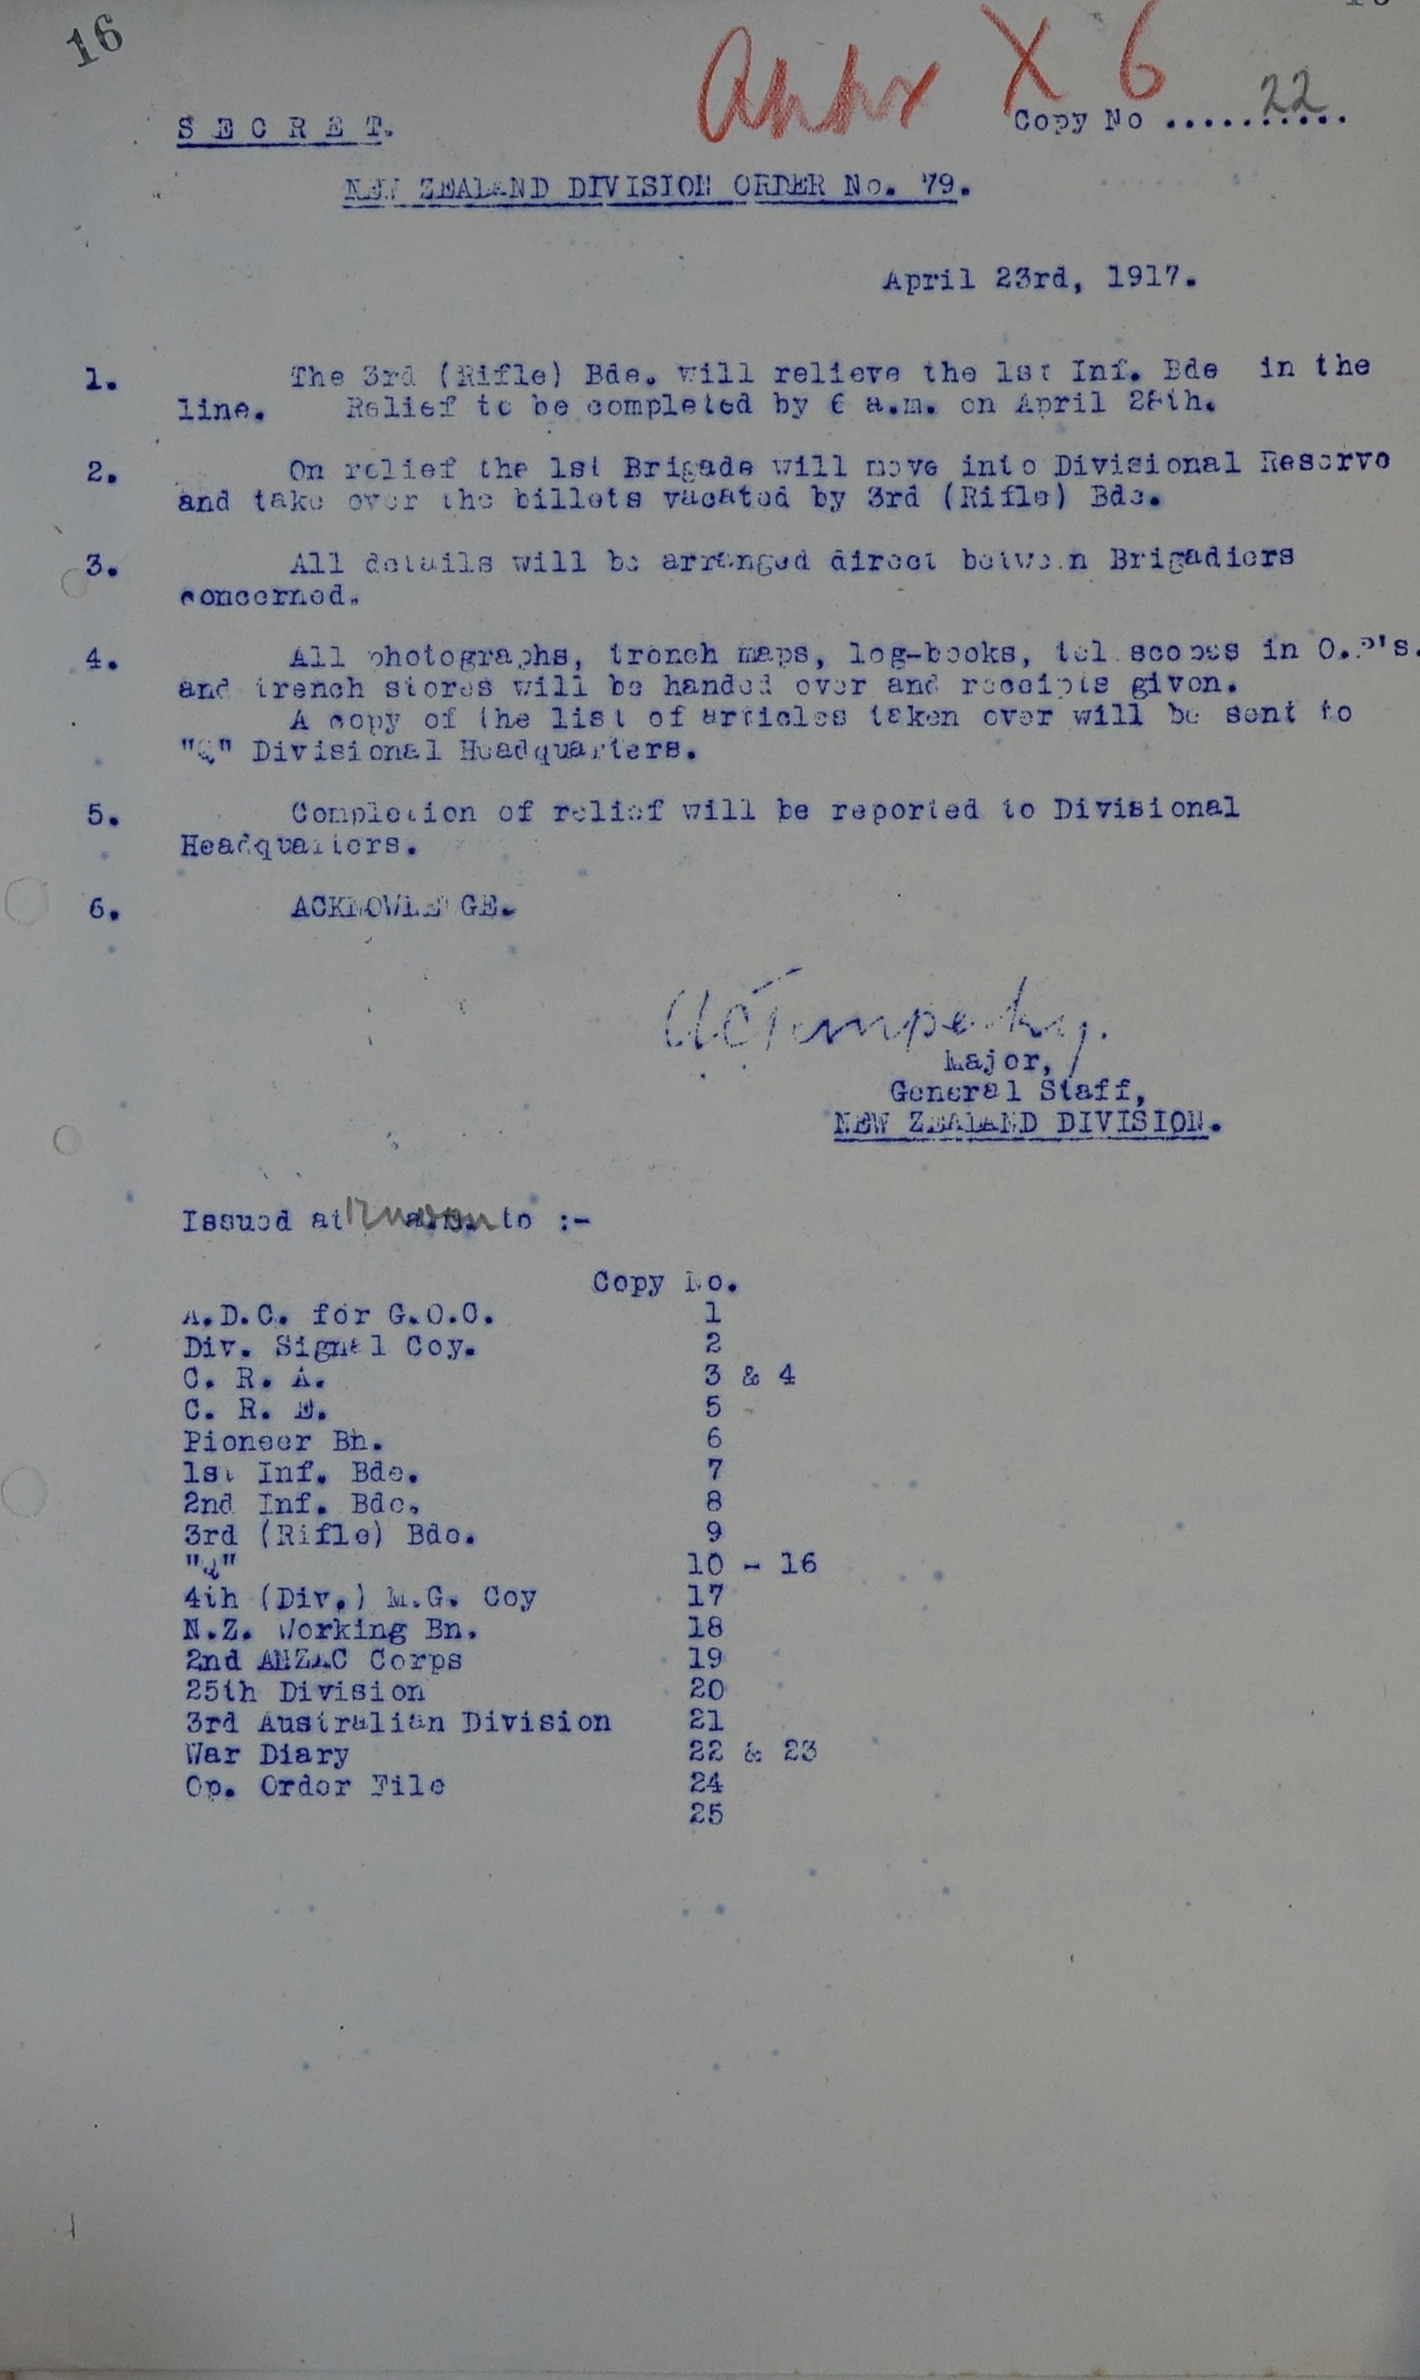 16
Appx X 6
Copy No .......... 22
S E C R E T.
NEW ZEALAND DIVISION ORDER No. 79.
April 23rd, 1917.
1. The 3rd (Rifle) Bde. will relieve the 1st Inf. Bde in the
line. Relief to be completed by 6 a.m. on April 28th.
2. On relief the 1st Brigade will move into Divisional Reserve
and take over the billets vacated by 3rd (Rifle) Bde.
3. All details will be arranged direct between Brigadiers
concerned.
4. All photographs, trench maps, log-books, telescopes in O.P's.
and trench stores will be handed over and receipts given.
A copy of the list of articles taken over will be sent to
"Q" Divisional Headquarters.
5. Completion of relief will be reported to Divisional
Headquarters.
6. ACKNOWLEDGE.
A C Temperley.
Major,
General Staff,
NEW ZEALAND DIVISION.
Issued at 12 noon to :-
Copy No.
A.D.C. for G.O.C. 1
Div. Signal Coy. 2
C. R. A. 3 & 4
C. R. E. 5
Pioneer Bn. 6
1st Inf. Bde. 7
2nd Inf. Bde. 8
3rd (Rifle) Bde. 9
"Q" 10 - 16
4th (Div.) M.G. Coy 17
N.Z. Working Bn. 18
2nd ANZAC Corps 19
25th Division 20
3rd Australian Division 21
War Diary 22 & 23
Op. Order File 24
25